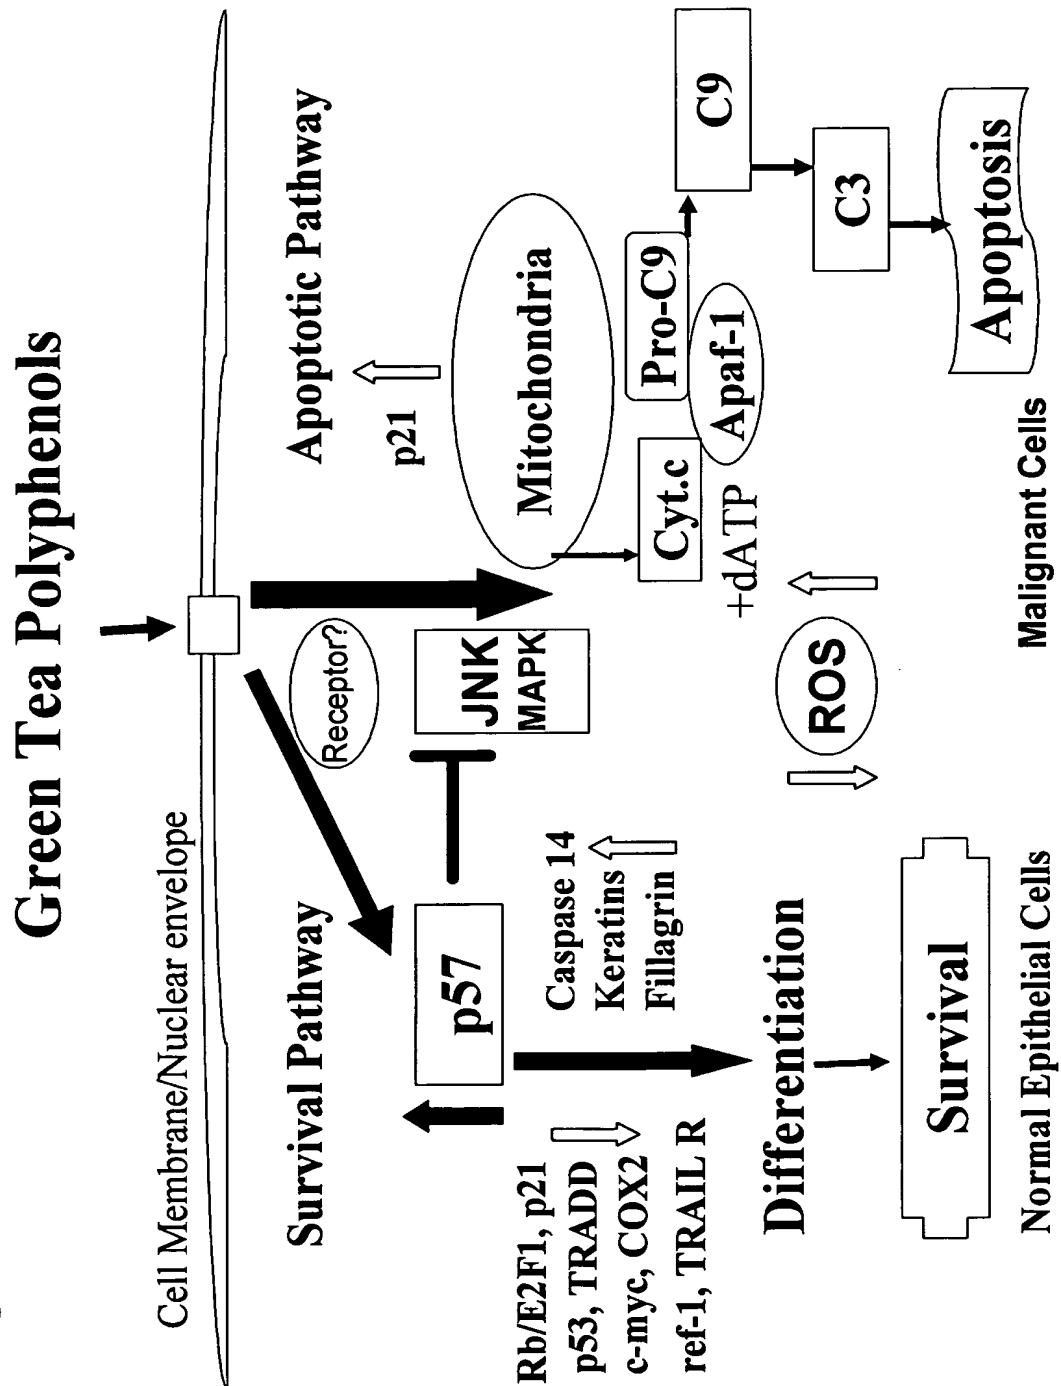 Green Tea Polyphenols
Cell Membrane/Nuclear envelope
Receptor?
Survival Pathway
p57
Rb/E2F1, p21
p53, TRADD
c-myc, COX2
ref-1, TRAIL R
Caspase 14
Keratins
Fillagrin
Differentiation
Survival
Normal Epithelial Cells
JNK
MAPK
ROS
Apoptotic Pathway
p21
Mitochondria
Cyt.c
+dATP
Pro-C9
Apaf-1
C9
C3
Apoptosis
Malignant Cells